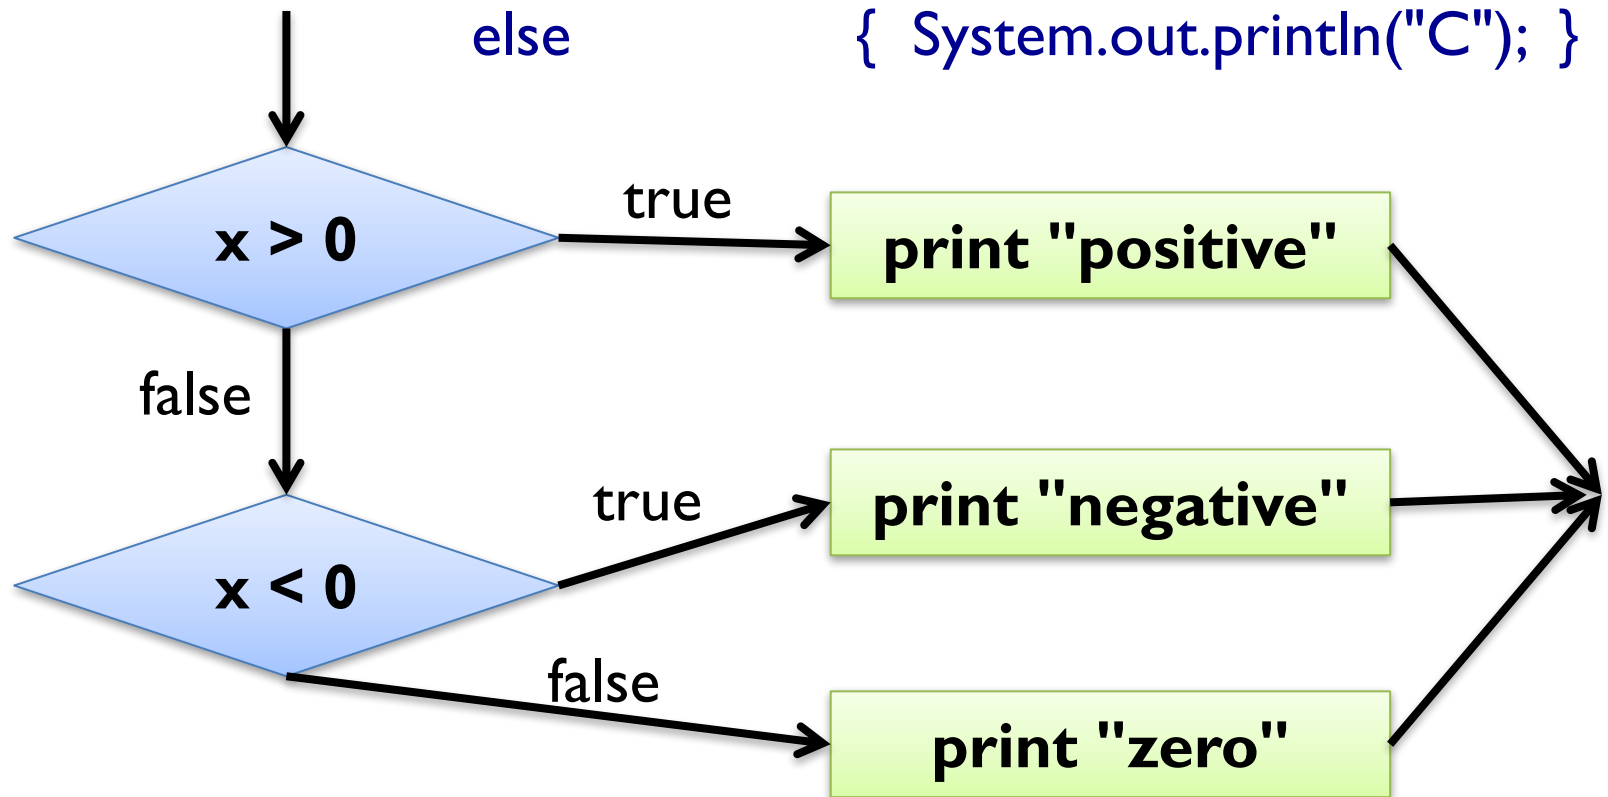 else { System.out.println("C"); }
true
x > 0
print "positive"
false
true
print "negative"
x < 0
false
print "zero"